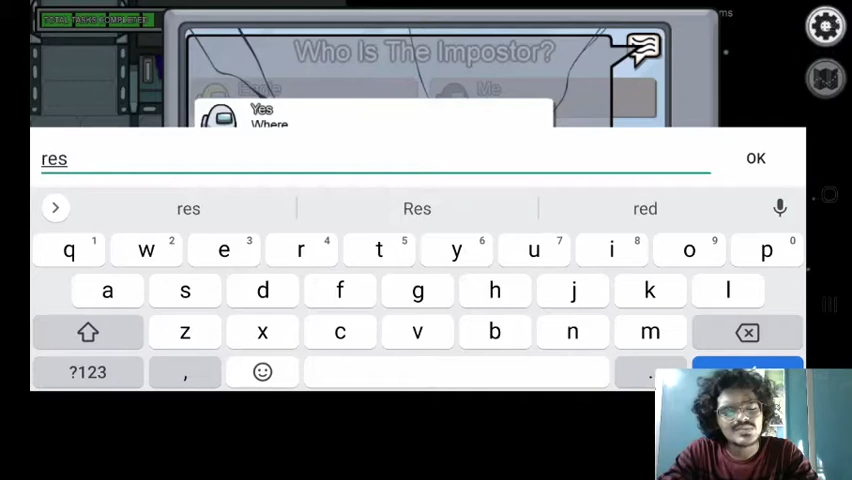 TOTAL TASKS COMPLETED
ms
Who Is The Impostor?
Me
Yes
Where
res
OK
res Res red
q 1 w 2 e 3 r 4 t 5 y 6 u 7 i 8 o 9 p 0
a s d f g h j k l
z x c v b n m
?123 , .